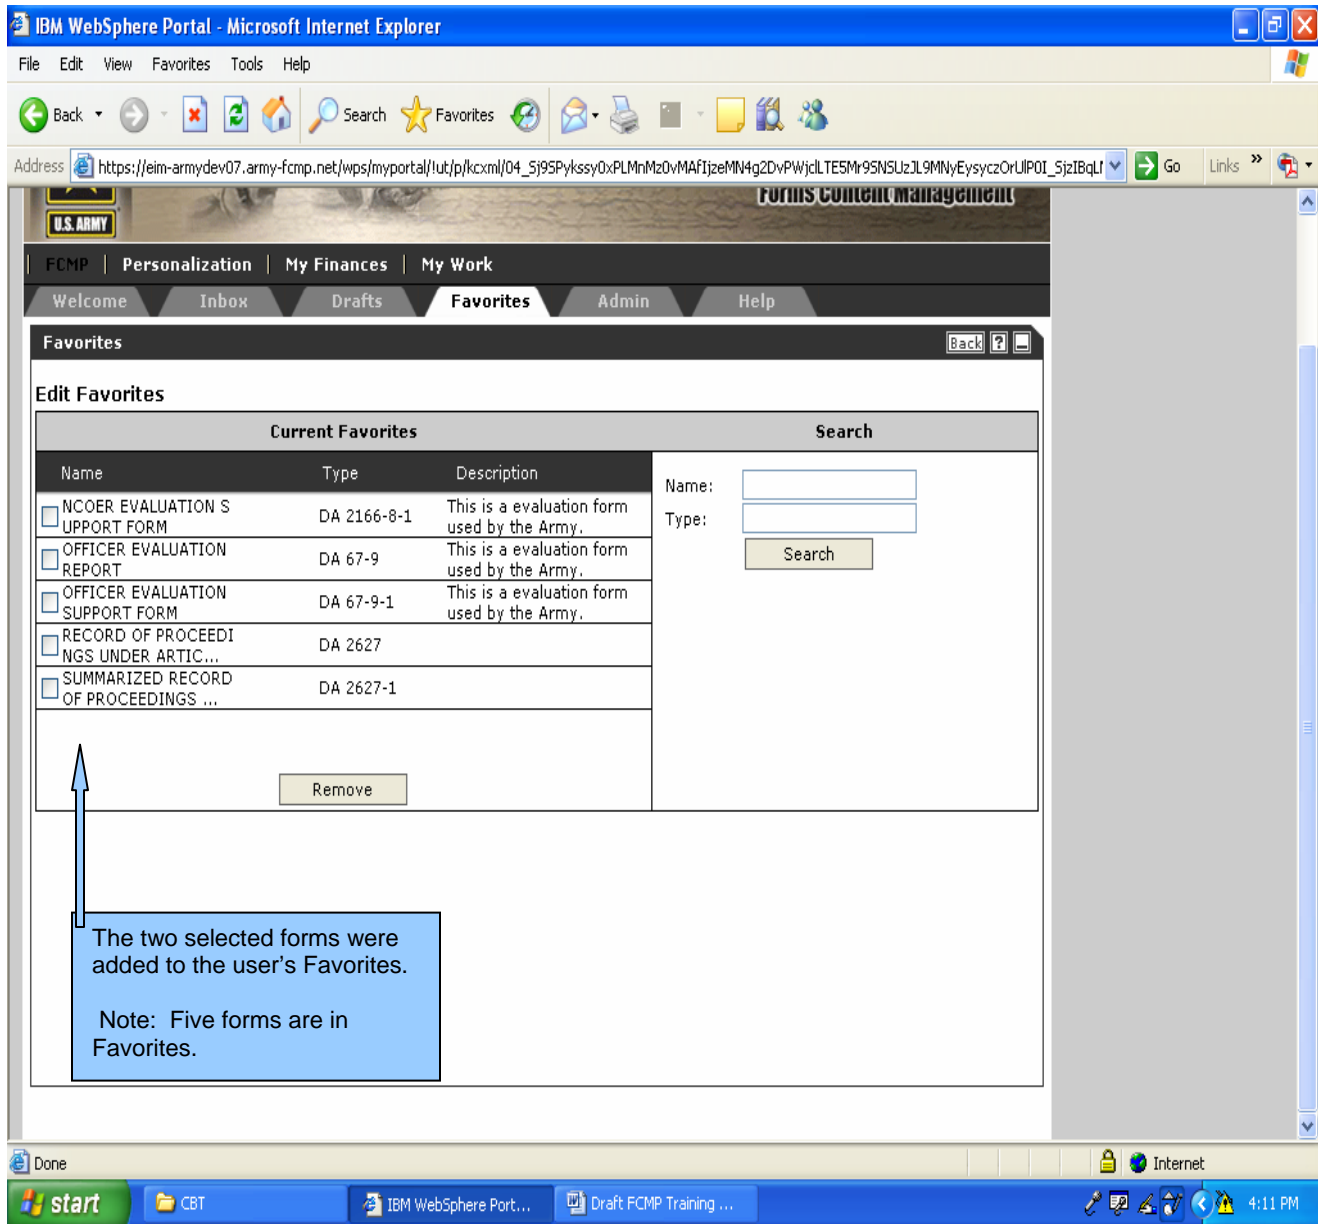 IBM WebSphere Portal - Microsoft Internet Explorer
File Edit View Favorites Tools Help
Back Search Favorites
Address https://eim-armydev07.army-fcmp.net/wps/myportal/!ut/p/kcxml/ Go Links »
U.S. ARMY
Forms Content Management
FCMP | Personalization | My Finances | My Work
Welcome Inbox Drafts Favorites Admin Help
Favorites Back ?
Edit Favorites
Current Favorites Search
Name Type Description
Name:
Type:
Search
NCOER EVALUATION S
UPPORT FORM
DA 2166-8-1
This is a evaluation form
used by the Army.
OFFICER EVALUATION
REPORT
DA 67-9
This is a evaluation form
used by the Army.
OFFICER EVALUATION
SUPPORT FORM
DA 67-9-1
This is a evaluation form
used by the Army.
RECORD OF PROCEEDI
NGS UNDER ARTIC...
DA 2627
SUMMARIZED RECORD
OF PROCEEDINGS ...
DA 2627-1
Remove
The two selected forms were
added to the user's Favorites.
Note: Five forms are in
Favorites.
Done Internet
start CBT IBM WebSphere Port... Draft FCMP Training ... 4:11 PM